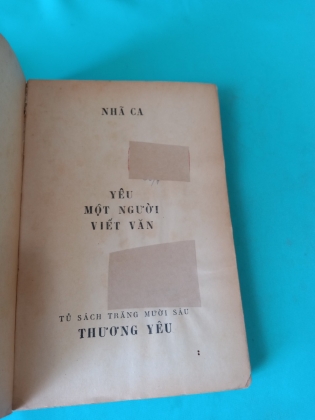 NHÃ CA
YÊU
MỘT NGƯỜI
VIẾT VĂN
TỦ SÁCH TRĂNG MƯỜI SÁU
THƯƠNG YÊU